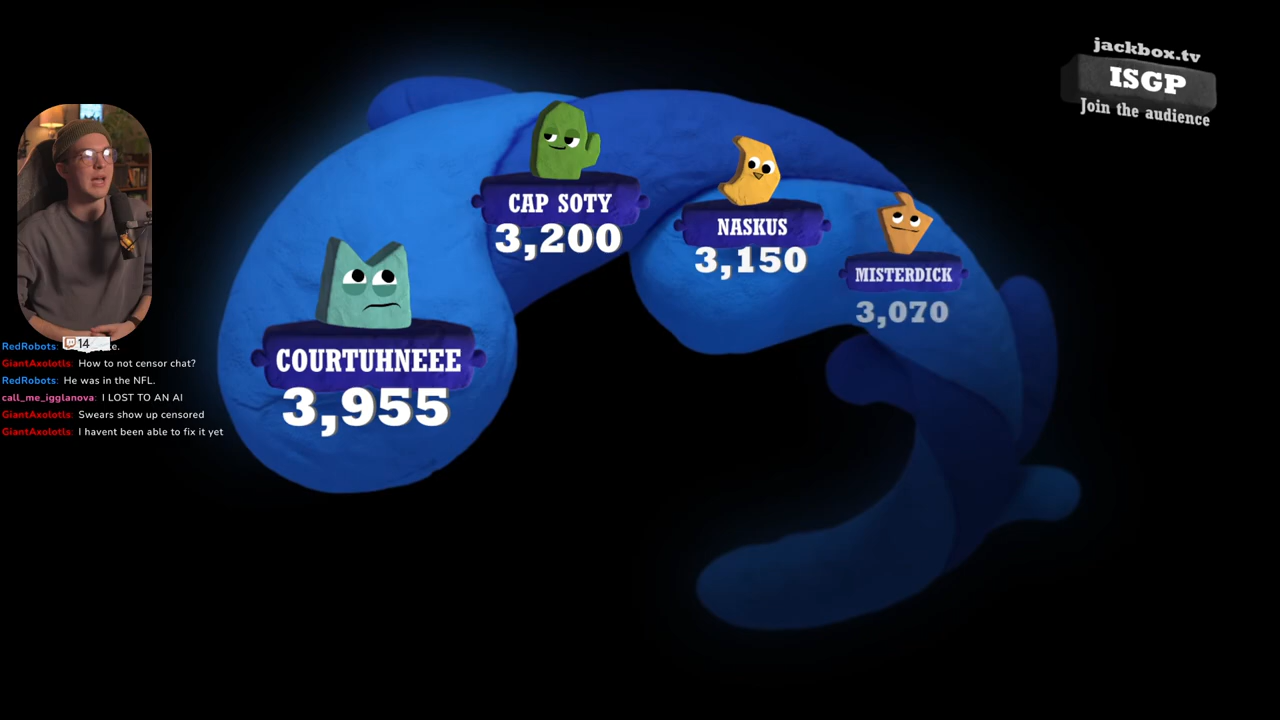 jackbox.tv
ISGP
Join the audience
CAP SOTY
3,200
NASKUS
3,150
MISTERDICK
3,070
COURTUHNEEE
3,955
14
RedRobots: e.
GiantAxolotls: How to not censor chat?
RedRobots: He was in the NFL.
call_me_igglanova: I LOST TO AN AI
GiantAxolotls: Swears show up censored
GiantAxolotls: I havent been able to fix it yet